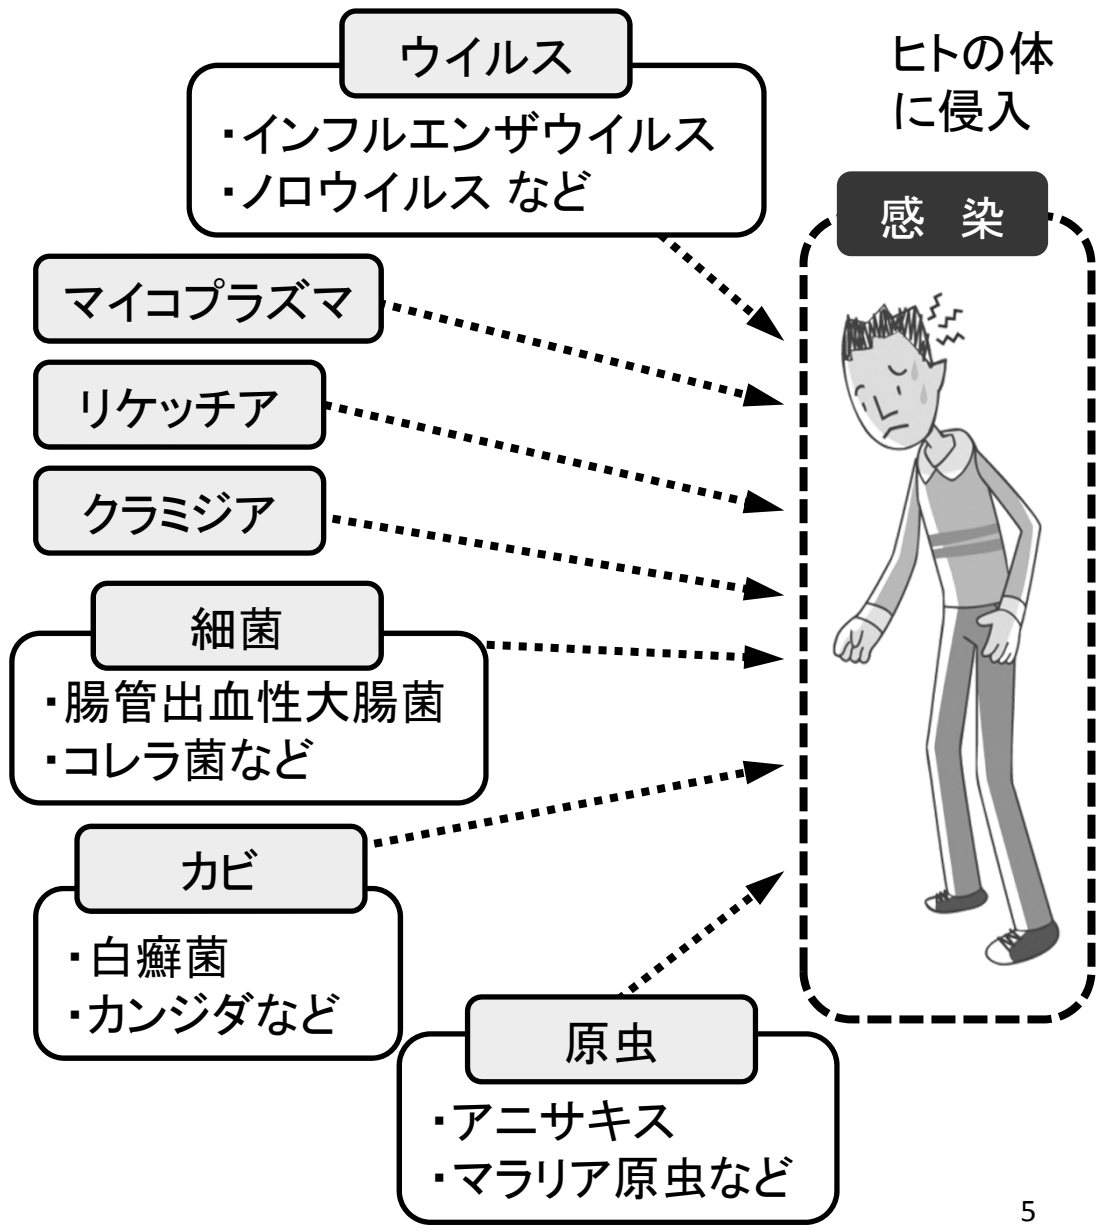 ウイルス
・インフルエンザウイルス
・ノロウイルス など
ヒトの体
に侵入
感 染
マイコプラズマ
リケッチア
クラミジア
細菌
・腸管出血性大腸菌
・コレラ菌など
カビ
・白癬菌
・カンジダなど
原虫
・アニサキス
・マラリア原虫など
5